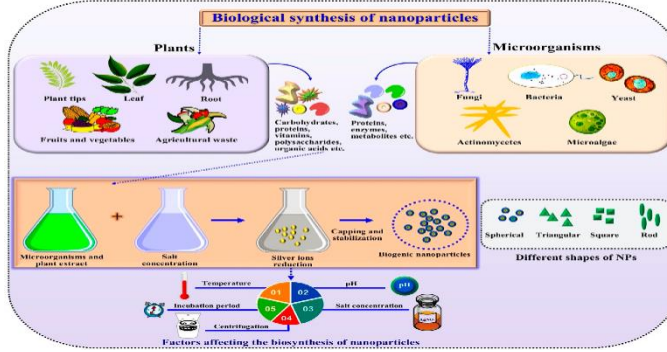 Biological synthesis of nanoparticles
Plants
Microorganisms
Plant tips
Leaf
Root
Fruits and vegetables
Agricultural waste
Carbohydrates,
proteins,
vitamins,
polysaccharides,
organic acids etc.
Proteins,
enzymes,
metabolites etc.
Fungi
Bacteria
Yeast
Actinomycetes
Microalgae
+
Microorganisms and
plant extract
Salt
concentration
Silver ions
reduction
Capping and
stabilization
Biogenic nanoparticles
Spherical
Triangular
Square
Rod
Different shapes of NPs
Temperature
pH
pH
Incubation period
Salt concentration
Centrifugation
01
02
03
04
05
Factors affecting the biosynthesis of nanoparticles